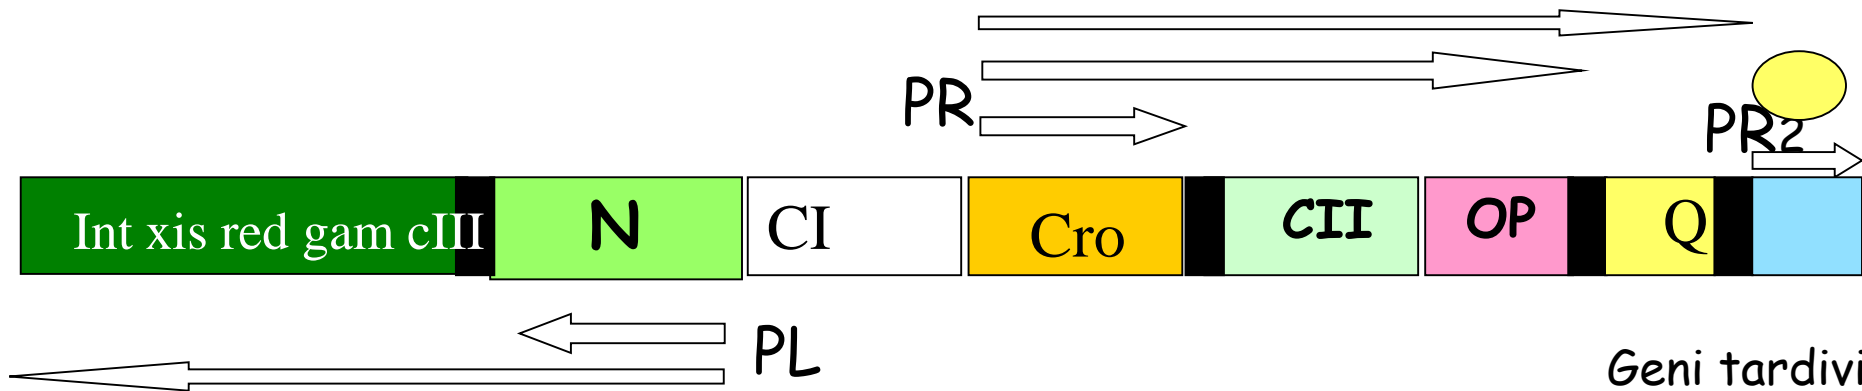 PR
PR2
Int xis red gam cIII N CI Cro CII OP Q
PL
Geni tardivi